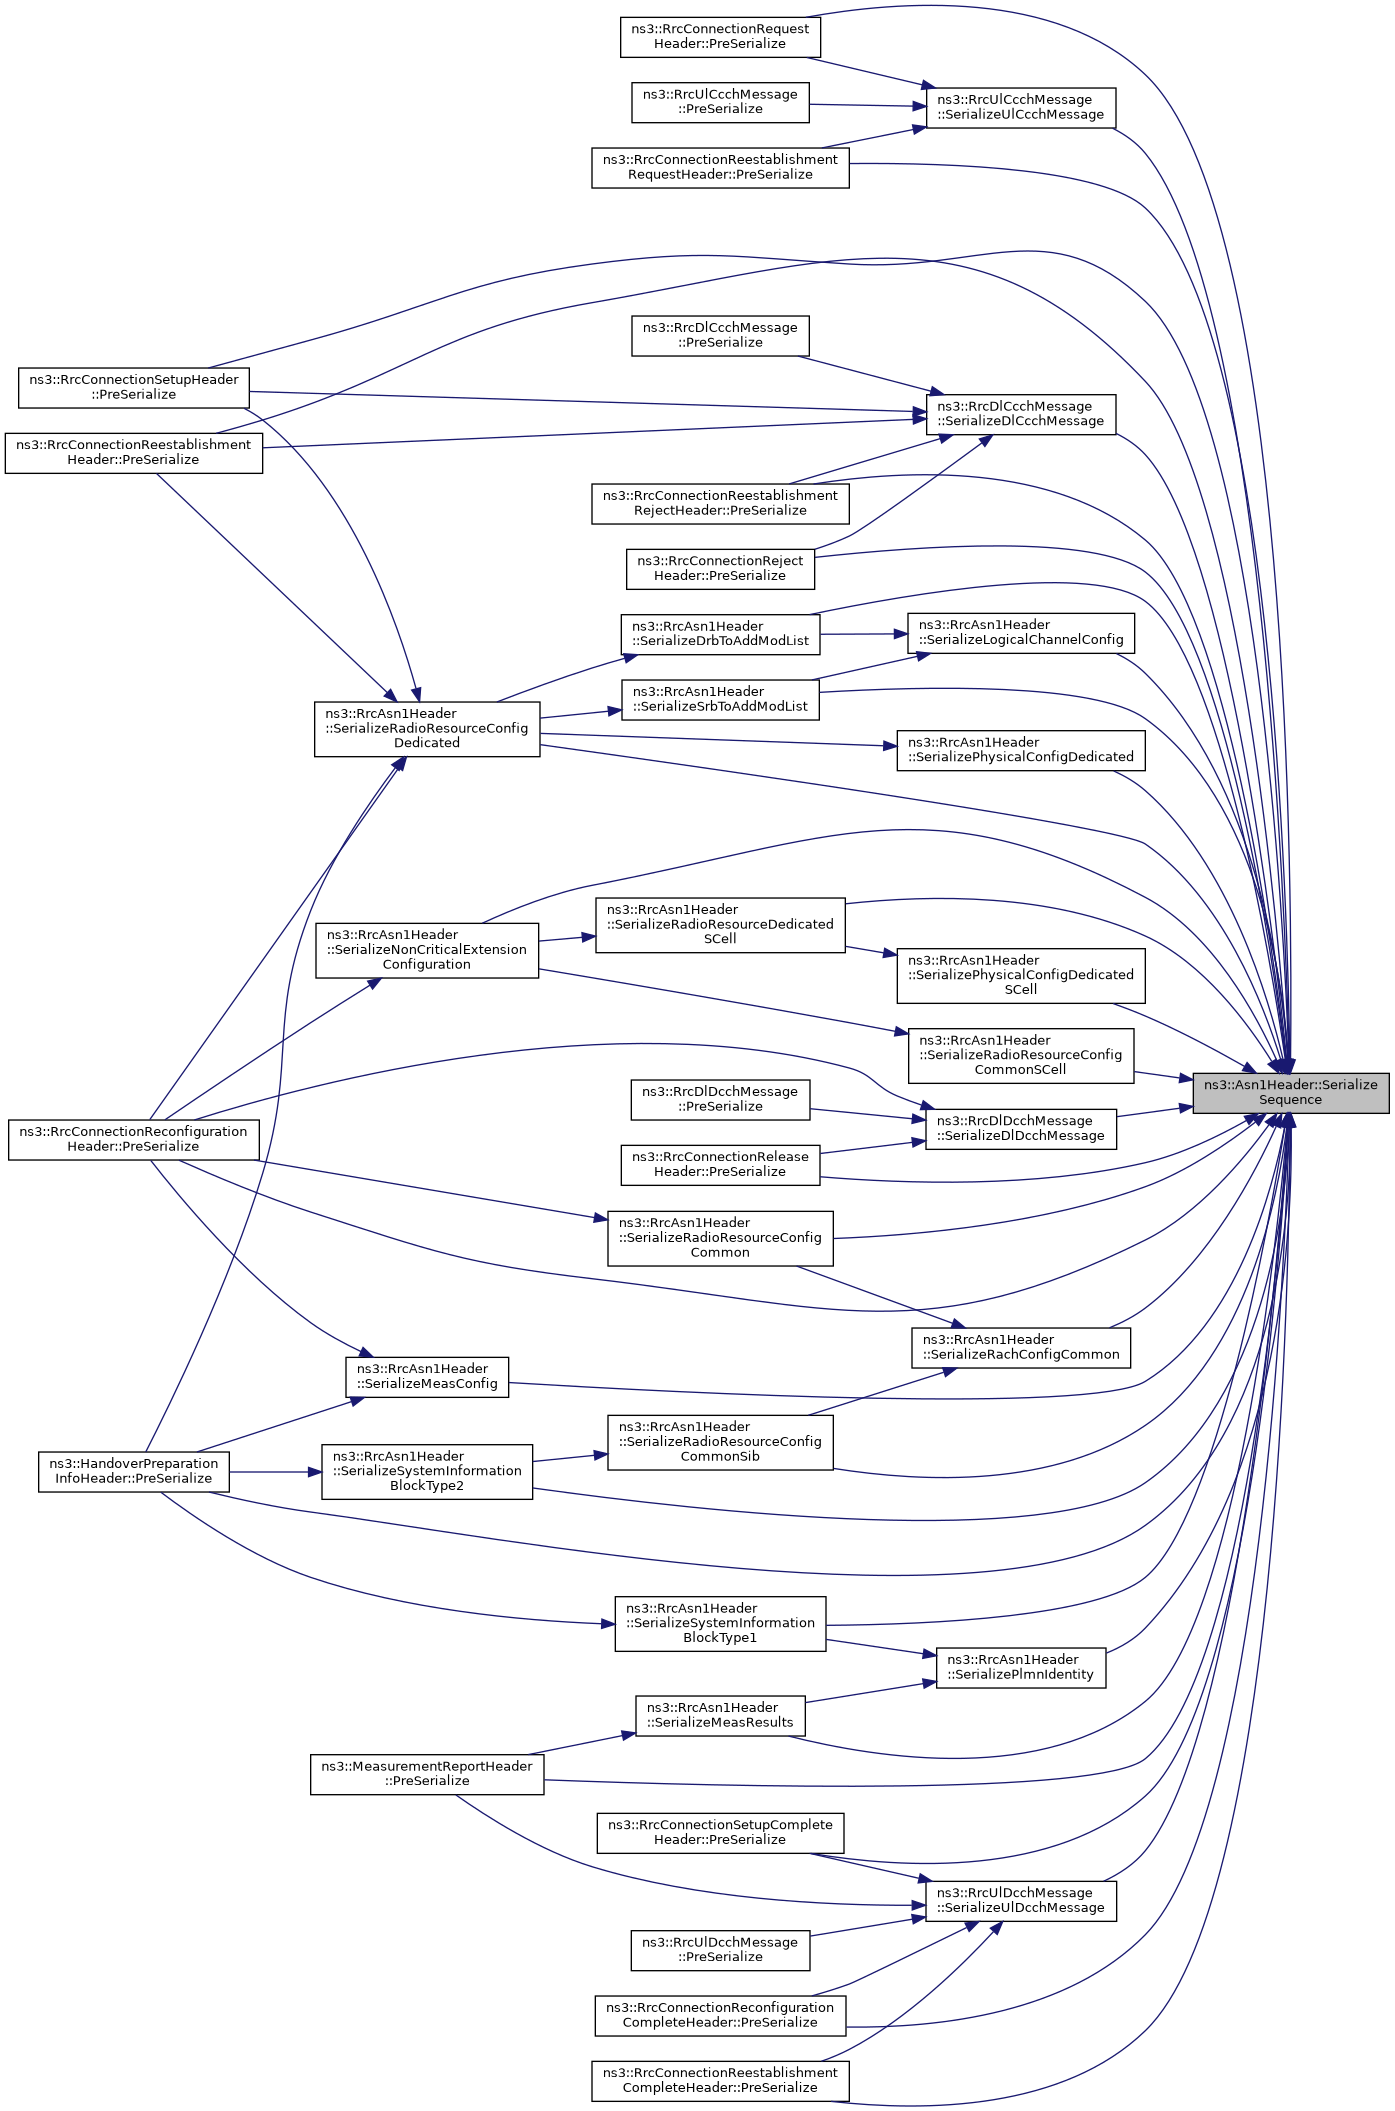 ns3::RrcConnectionRequest
Header::PreSerialize
ns3::RrcUlCcchMessage
::PreSerialize
ns3::RrcUlCcchMessage
::SerializeUlCcchMessage
ns3::RrcConnectionReestablishment
RequestHeader::PreSerialize
ns3::RrcDlCcchMessage
::PreSerialize
ns3::RrcConnectionSetupHeader
::PreSerialize
ns3::RrcDlCcchMessage
::SerializeDlCcchMessage
ns3::RrcConnectionReestablishment
Header::PreSerialize
ns3::RrcConnectionReestablishment
RejectHeader::PreSerialize
ns3::RrcConnectionReject
Header::PreSerialize
ns3::RrcAsn1Header
::SerializeDrbToAddModList
ns3::RrcAsn1Header
::SerializeLogicalChannelConfig
ns3::RrcAsn1Header
::SerializeSrbToAddModList
ns3::RrcAsn1Header
::SerializeRadioResourceConfig
Dedicated
ns3::RrcAsn1Header
::SerializePhysicalConfigDedicated
ns3::RrcAsn1Header
::SerializeRadioResourceDedicated
SCell
ns3::RrcAsn1Header
::SerializeNonCriticalExtension
Configuration
ns3::RrcAsn1Header
::SerializePhysicalConfigDedicated
SCell
ns3::RrcAsn1Header
::SerializeRadioResourceConfig
CommonSCell
ns3::Asn1Header::Serialize
Sequence
ns3::RrcDlDcchMessage
::PreSerialize
ns3::RrcDlDcchMessage
::SerializeDlDcchMessage
ns3::RrcConnectionReconfiguration
Header::PreSerialize
ns3::RrcConnectionRelease
Header::PreSerialize
ns3::RrcAsn1Header
::SerializeRadioResourceConfig
Common
ns3::RrcAsn1Header
::SerializeRachConfigCommon
ns3::RrcAsn1Header
::SerializeMeasConfig
ns3::RrcAsn1Header
::SerializeRadioResourceConfig
CommonSib
ns3::HandoverPreparation
InfoHeader::PreSerialize
ns3::RrcAsn1Header
::SerializeSystemInformation
BlockType2
ns3::RrcAsn1Header
::SerializeSystemInformation
BlockType1
ns3::RrcAsn1Header
::SerializePlmnIdentity
ns3::RrcAsn1Header
::SerializeMeasResults
ns3::MeasurementReportHeader
::PreSerialize
ns3::RrcConnectionSetupComplete
Header::PreSerialize
ns3::RrcUlDcchMessage
::SerializeUlDcchMessage
ns3::RrcUlDcchMessage
::PreSerialize
ns3::RrcConnectionReconfiguration
CompleteHeader::PreSerialize
ns3::RrcConnectionReestablishment
CompleteHeader::PreSerialize